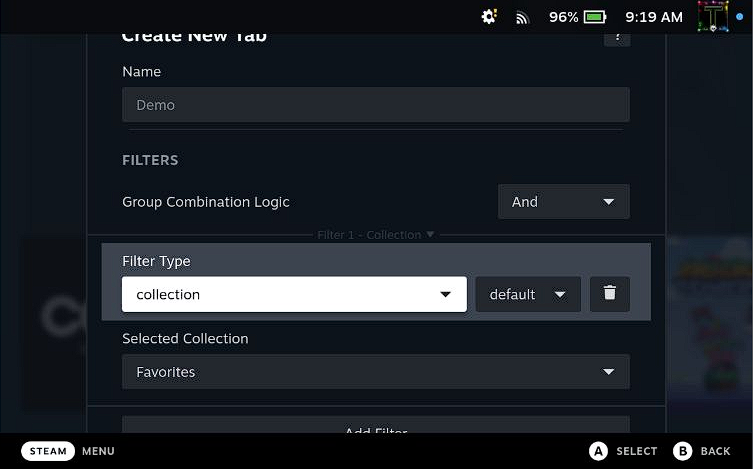 96% 9:19 AM
Create New Tab ?
Name
Demo
FILTERS
Group Combination Logic And
Filter 1 - Collection
Filter Type
collection default
Selected Collection
Favorites
Add Filter
STEAM MENU A SELECT B BACK